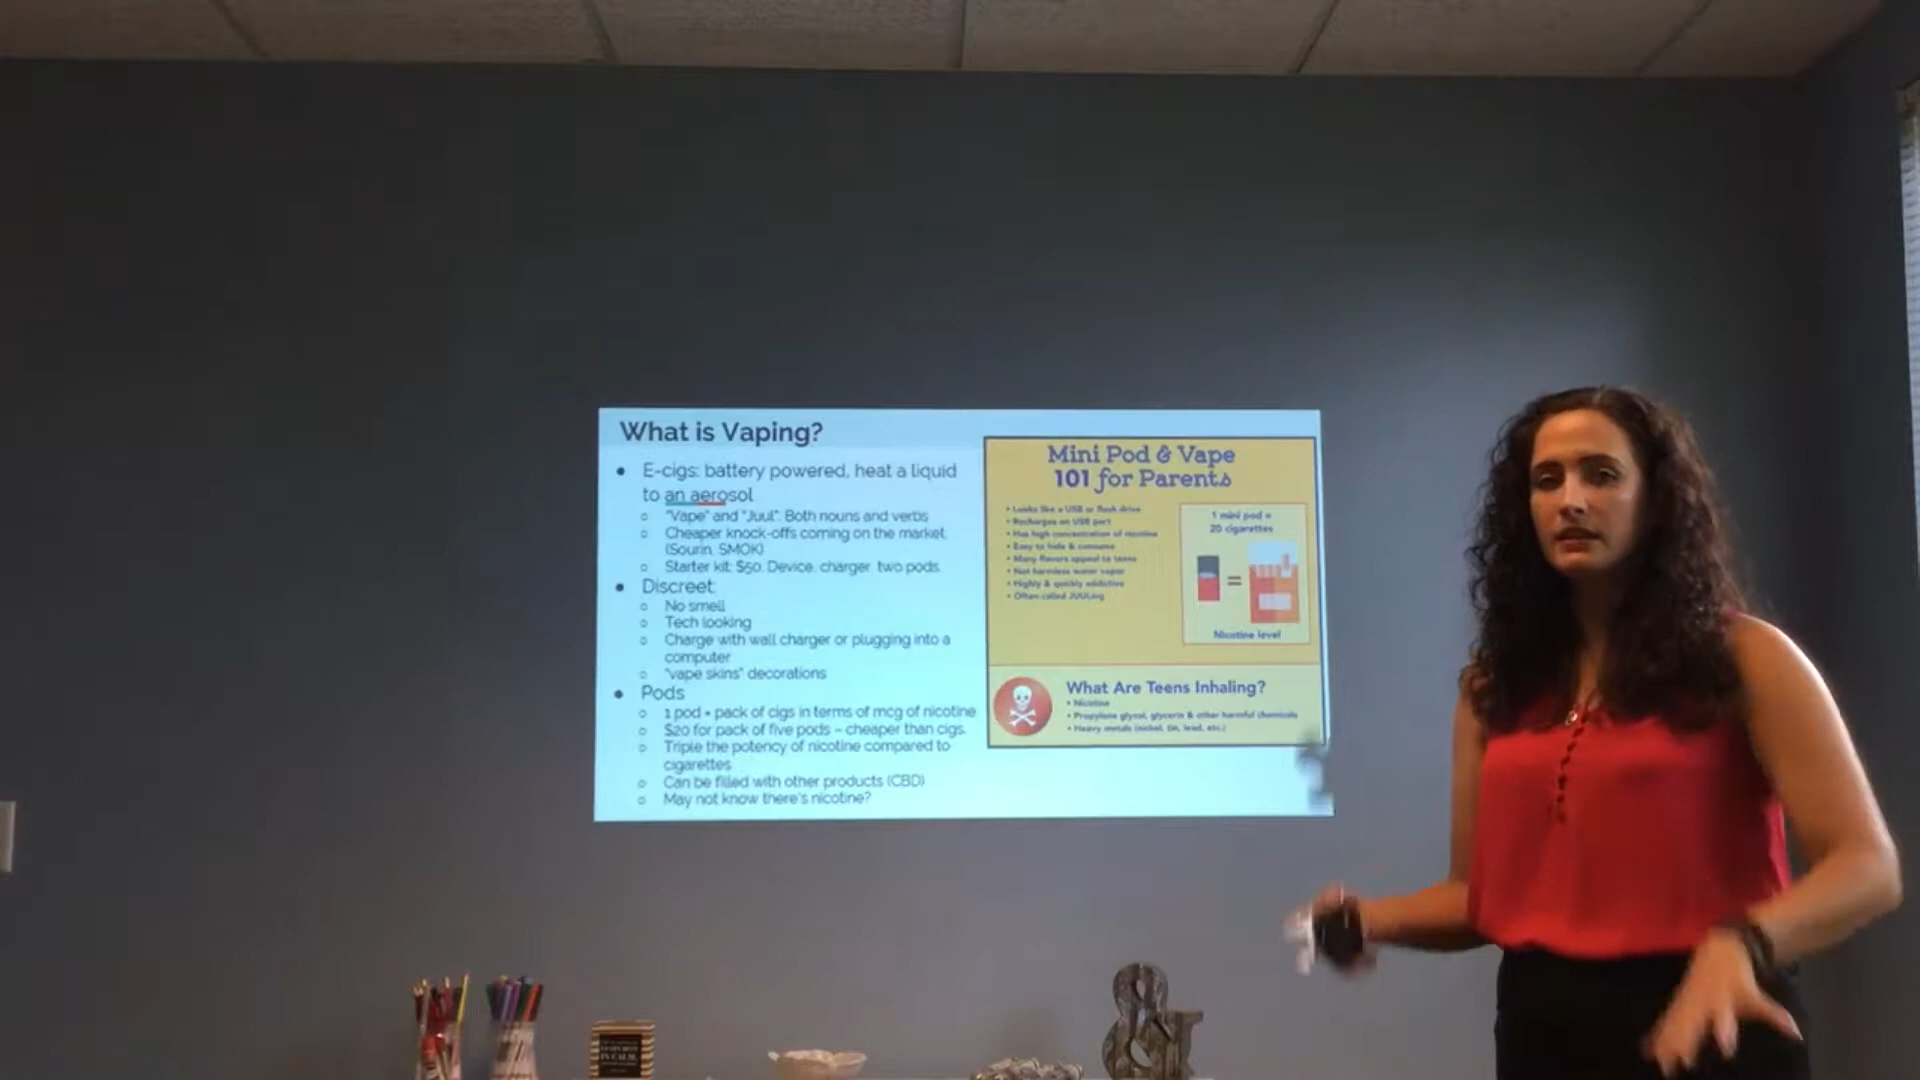 What is Vaping?
● E-cigs: battery powered, heat a liquid
to an aerosol
○ "Vape" and "Juul": Both nouns and verbs
○ Cheaper knock-offs coming on the market.
(Sourin, SMOK)
○ Starter kit: $50. Device, charger, two pods.
● Discreet:
○ No smell
○ Tech looking
○ Charge with wall charger or plugging into a
computer
○ "vape skins" decorations
● Pods
○ 1 pod = pack of cigs in terms of mcg of nicotine
○ $20 for pack of five pods – cheaper than cigs.
○ Triple the potency of nicotine compared to
cigarettes
○ Can be filled with other products (CBD)
○ May not know there's nicotine?
Mini Pod & Vape
101 for Parents
• Looks like a USB or flash drive
• Recharges on USB port
• Has high concentration of nicotine
• Easy to hide & consume
• Many flavors appeal to teens
• Not harmless water vapor
• Highly & quickly addictive
• Often called JUULing
1 mini pod =
20 cigarettes
=
Nicotine level
What Are Teens Inhaling?
• Nicotine
• Propylene glycol, glycerin & other harmful chemicals
• Heavy metals (nickel, tin, lead, etc.)
IN CALM
&